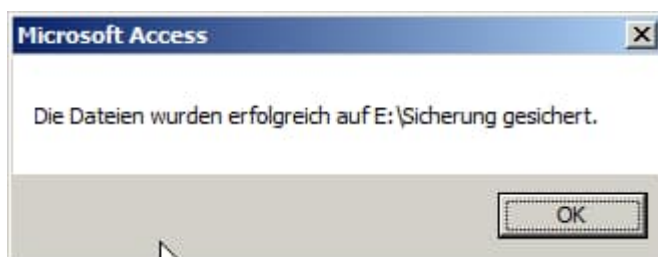 Microsoft Access
Die Dateien wurden erfolgreich auf E:\Sicherung gesichert.
OK